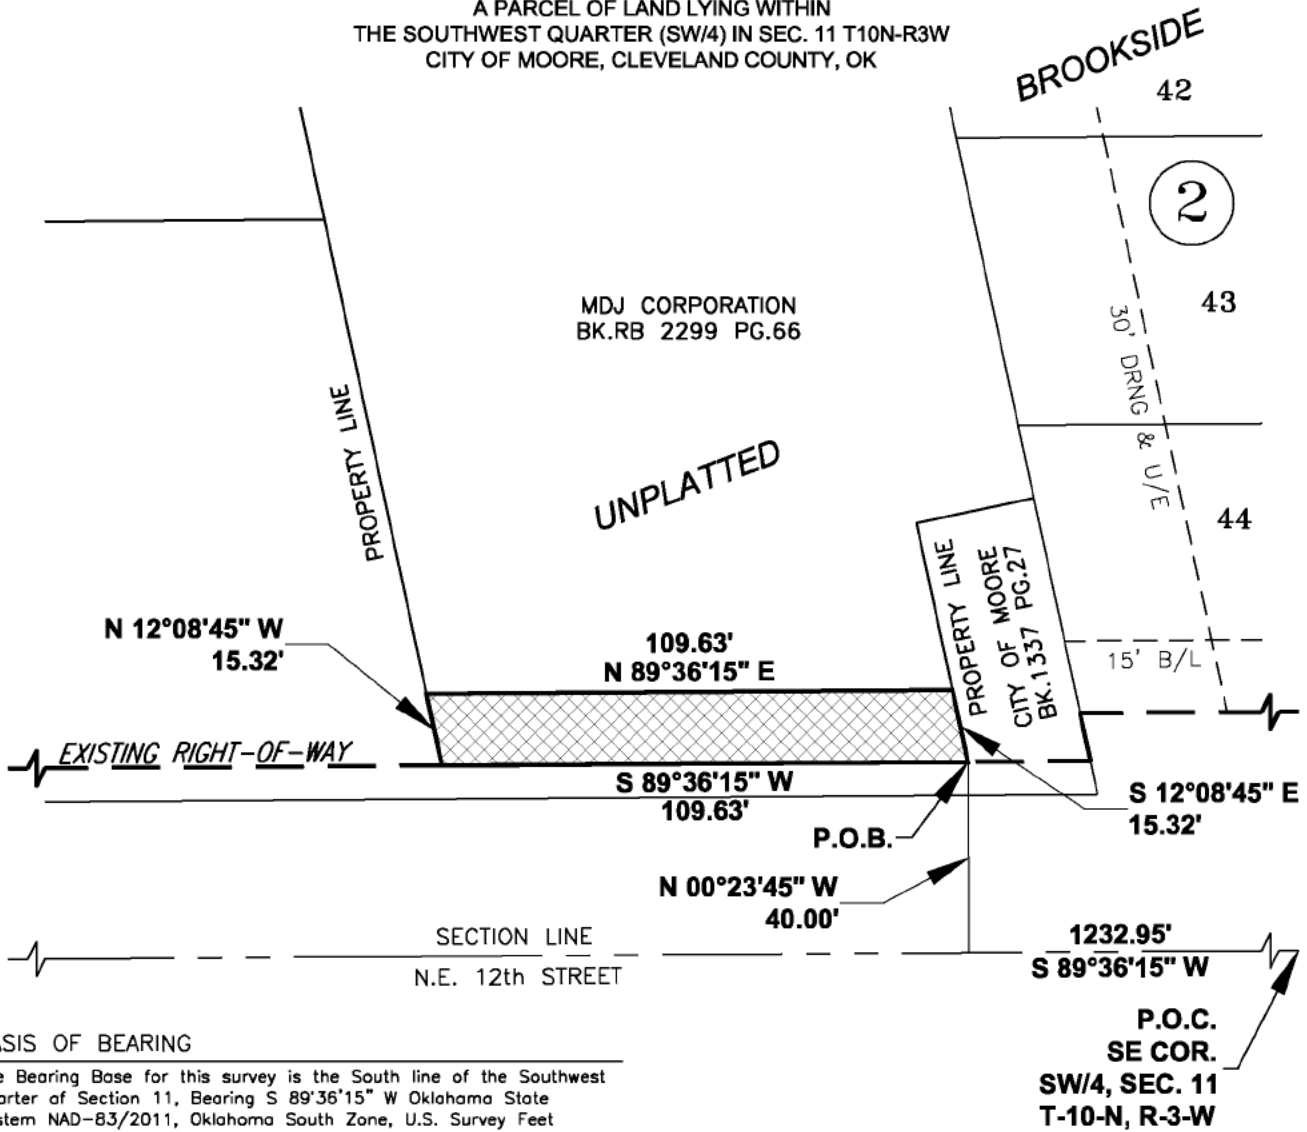 A PARCEL OF LAND LYING WITHIN
THE SOUTHWEST QUARTER (SW/4) IN SEC. 11 T10N-R3W
CITY OF MOORE, CLEVELAND COUNTY, OK
BROOKSIDE
42
2
43
30' DRNG & U/E
44
MDJ CORPORATION
BK.RB 2299 PG.66
PROPERTY LINE
UNPLATTED
PROPERTY LINE
CITY OF MOORE
BK.1337 PG.27
15' B/L
N 12°08'45" W
15.32'
109.63'
N 89°36'15" E
EXISTING RIGHT-OF-WAY
S 89°36'15" W
109.63'
S 12°08'45" E
15.32'
P.O.B.
N 00°23'45" W
40.00'
SECTION LINE
N.E. 12th STREET
1232.95'
S 89°36'15" W
P.O.C.
SE COR.
SW/4, SEC. 11
T-10-N, R-3-W
ASIS OF BEARING
e Bearing Base for this survey is the South line of the Southwest
arter of Section 11, Bearing S 89°36'15" W Oklahoma State
stem NAD-83/2011, Oklahoma South Zone, U.S. Survey Feet